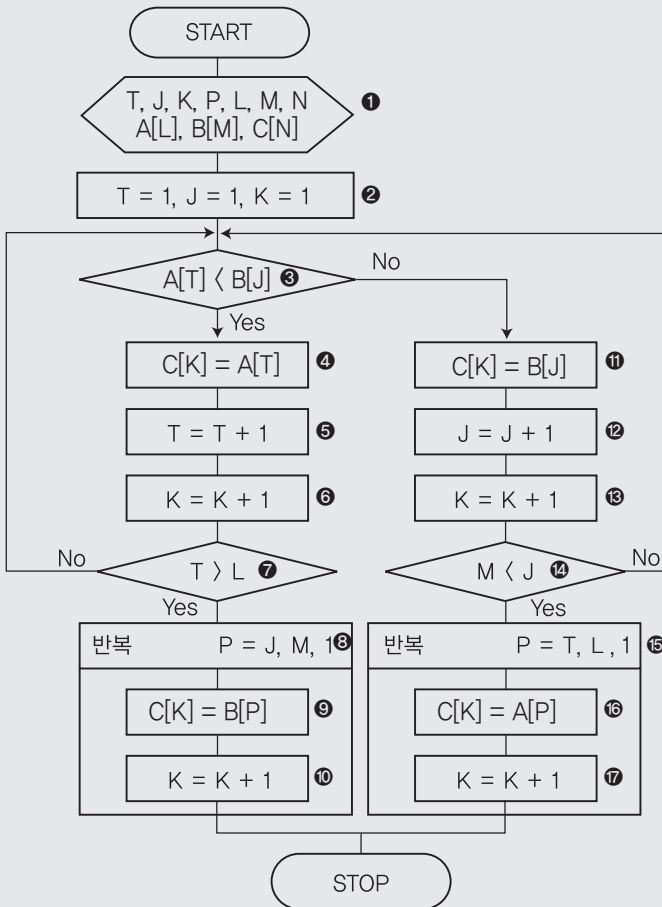 START
T, J, K, P, L, M, N
A[L], B[M], C[N]
❶
T = 1, J = 1, K = 1
❷
A[T] < B[J] ❸
No
Yes
C[K] = A[T]
❹
T = T + 1
❺
K = K + 1
❻
No
T > L ❼
Yes
반복 P = J, M, 1❽
C[K] = B[P]
❾
K = K + 1
❿
C[K] = B[J]
⓫
J = J + 1
⓬
K = K + 1
⓭
M < J ⓮
No
Yes
반복 P = T, L , 1 ⓯
C[K] = A[P]
⓰
K = K + 1
⓱
STOP